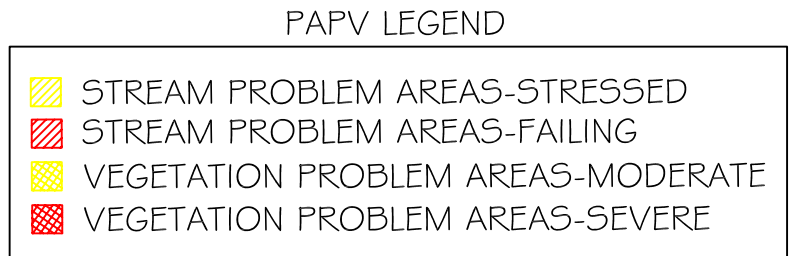 PAPV LEGEND
STREAM PROBLEM AREAS-STRESSED
STREAM PROBLEM AREAS-FAILING
VEGETATION PROBLEM AREAS-MODERATE
VEGETATION PROBLEM AREAS-SEVERE